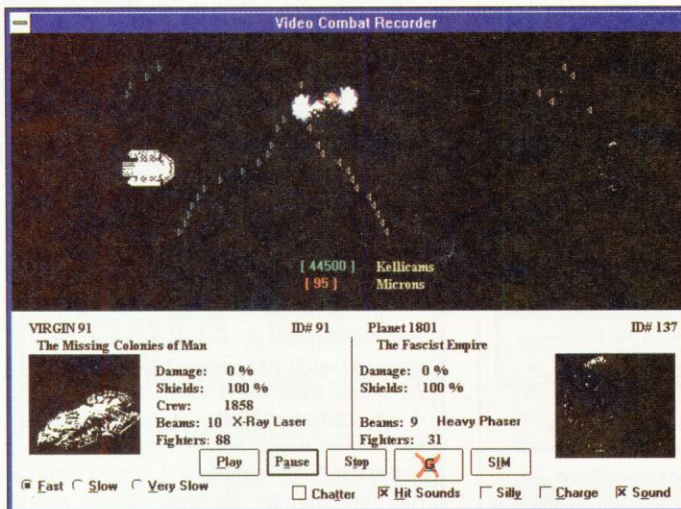 Video Combat Recorder
[ 44500 ] Kellicams
[ 95 ] Microns
VIRGIN 91 ID# 91
The Missing Colonies of Man
Damage: 0 %
Shields: 100 %
Crew: 1858
Beams: 10 X-Ray Laser
Fighters: 88
Planet 1801 ID# 137
The Fascist Empire
Damage: 0 %
Shields: 100 %
Beams: 9 Heavy Phaser
Fighters: 31
Play Pause Stop G SIM
Fast Slow Very Slow
Chatter Hit Sounds Silly Charge Sound